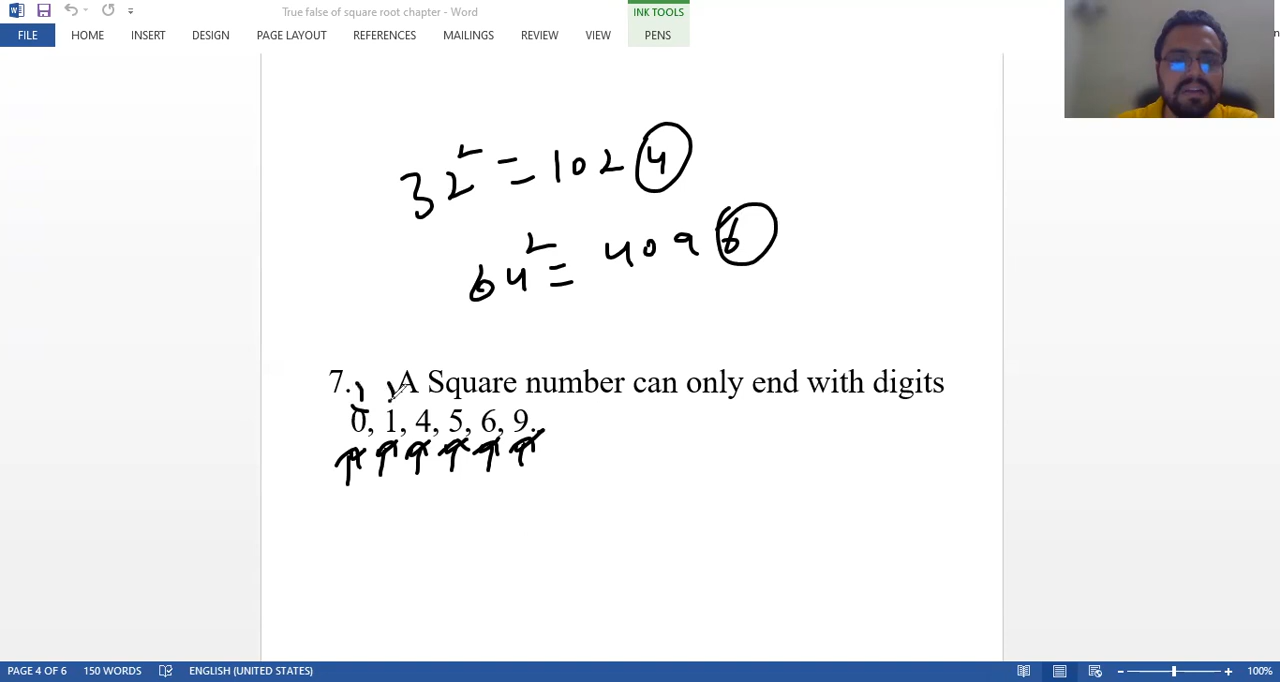 True false of square root chapter - Word
INK TOOLS
FILE HOME INSERT DESIGN PAGE LAYOUT REFERENCES MAILINGS REVIEW VIEW PENS
32² = 1024
64² = 4096
7. A Square number can only end with digits
0, 1, 4, 5, 6, 9.
PAGE 4 OF 6 150 WORDS ENGLISH (UNITED STATES) 100%